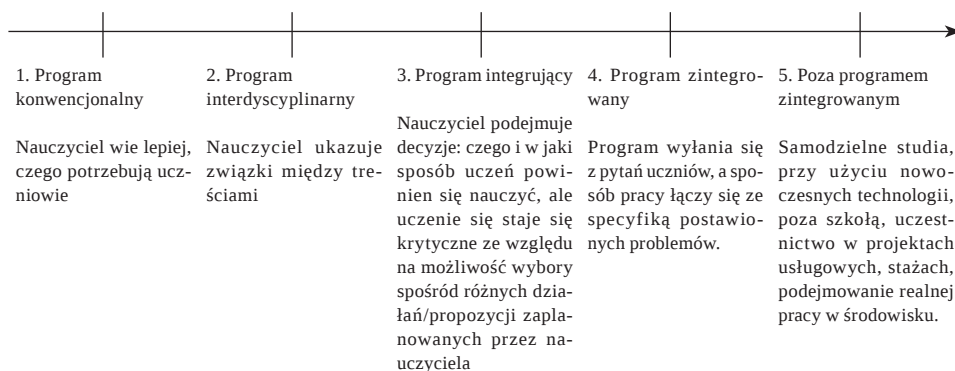 1. Program
konwencjonalny
Nauczyciel wie lepiej,
czego potrzebują ucz-
niowie
2. Program
interdyscyplinarny
Nauczyciel ukazuje
związki między tre-
ściami
3. Program integrujący
Nauczyciel podejmuje
decyzje: czego i w jaki
sposób uczeń powi-
nien się nauczyć, ale
uczenie się staje się
krytyczne ze względu
na możliwość wybory
spośród różnych dzia-
łań/propozycji zapla-
nowanych przez na-
uczyciela
4. Program zintegro-
wany
Program wyłania się
z pytań uczniów, a spo-
sób pracy łączy się ze
specyfiką postawio-
nych problemów.
5. Poza programem
zintegrowanym
Samodzielne studia,
przy użyciu nowo-
czesnych technologii,
poza szkołą, uczest-
nictwo w projektach
usługowych, stażach,
podejmowanie realnej
pracy w środowisku.